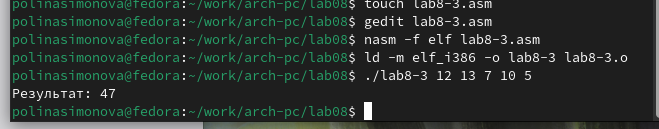 polinasimonova@fedora:~/work/arch-pc/lab08$ touch lab8-3.asm
polinasimonova@fedora:~/work/arch-pc/lab08$ gedit lab8-3.asm
polinasimonova@fedora:~/work/arch-pc/lab08$ nasm -f elf lab8-3.asm
polinasimonova@fedora:~/work/arch-pc/lab08$ ld -m elf_i386 -o lab8-3 lab8-3.o
polinasimonova@fedora:~/work/arch-pc/lab08$ ./lab8-3 12 13 7 10 5
Результат: 47
polinasimonova@fedora:~/work/arch-pc/lab08$